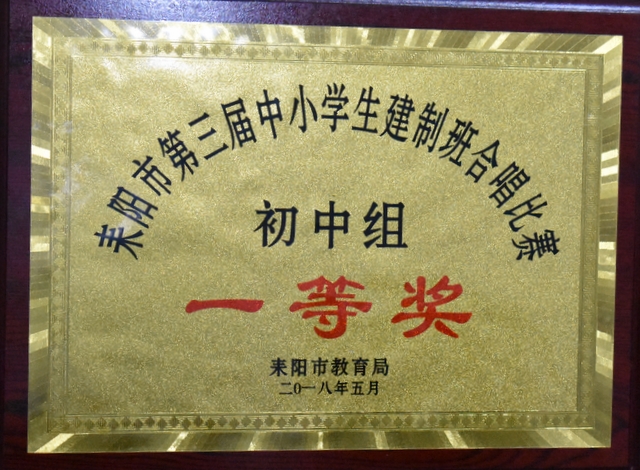 耒阳市第三届中小学生建制班合唱比赛
初中组
一等奖
耒阳市教育局
二0一八年五月